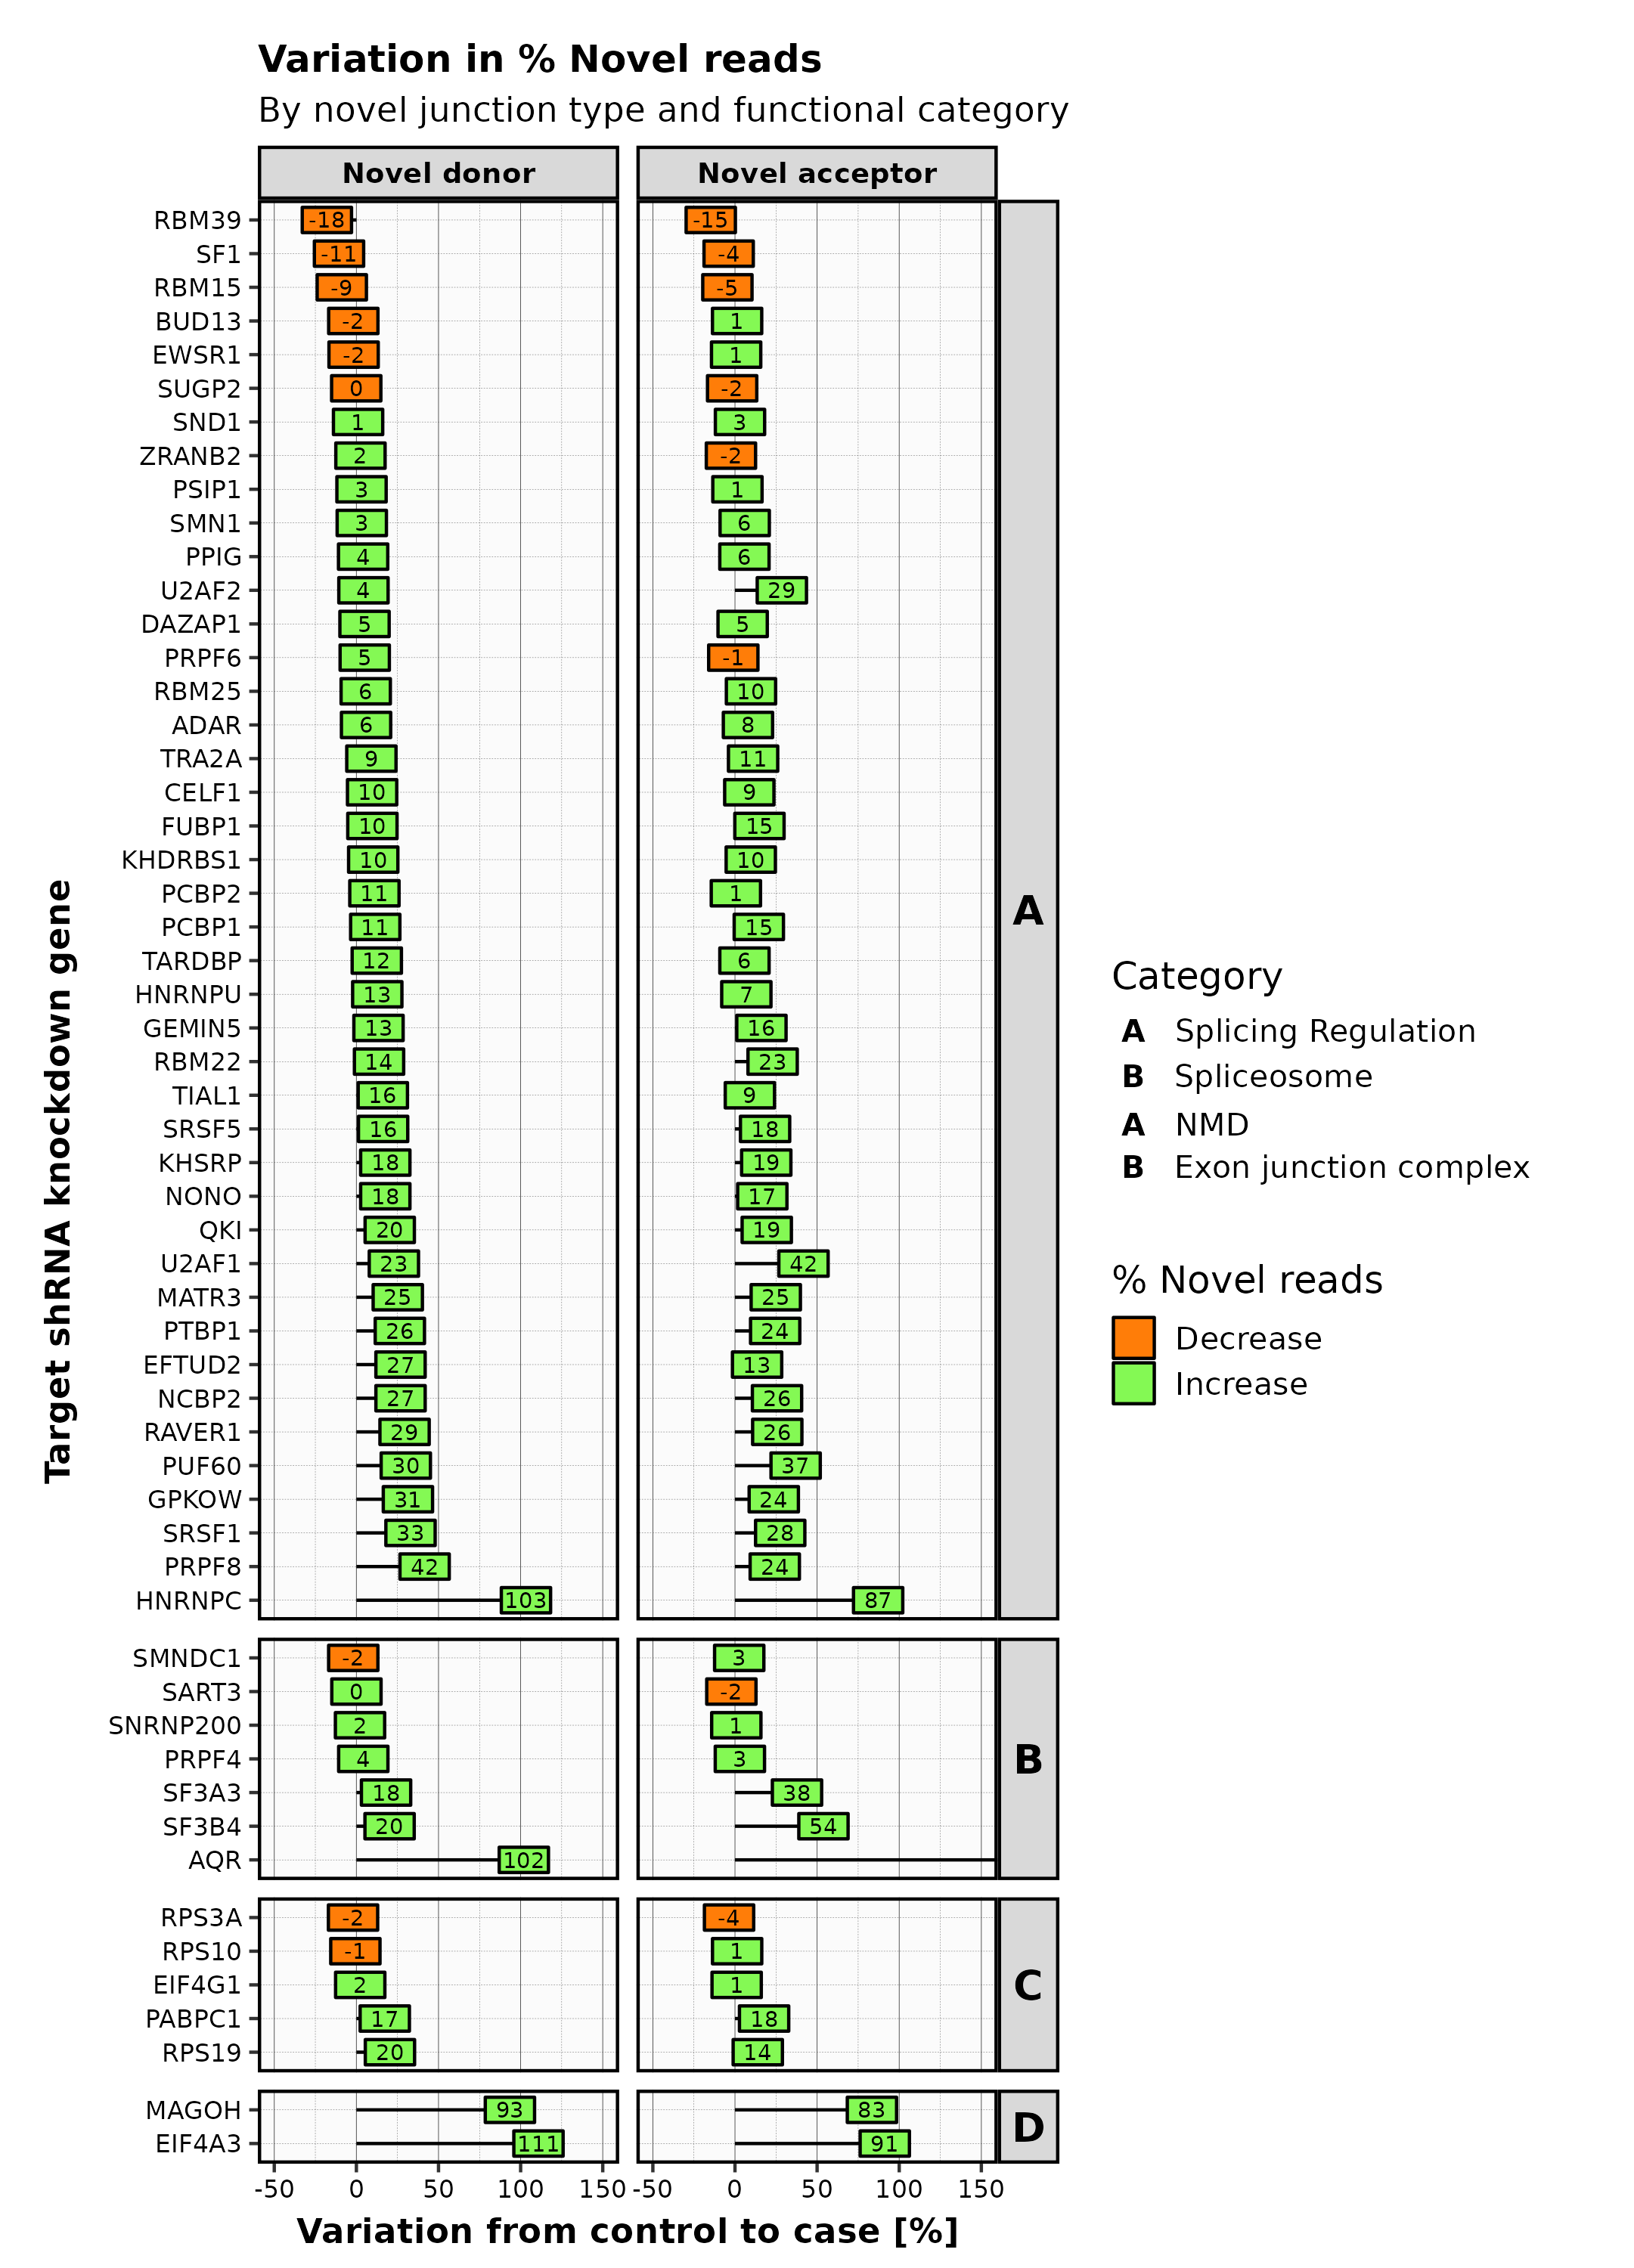 Variation in % Novel reads
By novel junction type and functional category
Novel donor Novel acceptor
RBM39 -18 -15
SF1 -11 -4
RBM15 -9 -5
BUD13 -2 1
EWSR1 -2 1
SUGP2 0 -2
SND1 1 3
ZRANB2 2 -2
PSIP1 3 1
SMN1 3 6
PPIG 4 6
U2AF2 4 29
DAZAP1 5 5
PRPF6 5 -1
RBM25 6 10
ADAR 6 8
TRA2A 9 11
CELF1 10 9
FUBP1 10 15
KHDRBS1 10 10
PCBP2 11 1
PCBP1 11 15
TARDBP 12 6
HNRNPU 13 7
GEMIN5 13 16
RBM22 14 23
TIAL1 16 9
SRSF5 16 18
KHSRP 18 19
NONO 18 17
QKI 20 19
U2AF1 23 42
MATR3 25 25
PTBP1 26 24
EFTUD2 27 13
NCBP2 27 26
RAVER1 29 26
PUF60 30 37
GPKOW 31 24
SRSF1 33 28
PRPF8 42 24
HNRNPC 103 87
A
SMNDC1 -2 3
SART3 0 -2
SNRNP200 2 1
PRPF4 4 3
SF3A3 18 38
SF3B4 20 54
AQR 102
B
RPS3A -2 -4
RPS10 -1 1
EIF4G1 2 1
PABPC1 17 18
RPS19 20 14
C
MAGOH 93 83
EIF4A3 111 91
D
-50 0 50 100 150 -50 0 50 100 150
Variation from control to case [%]
Target shRNA knockdown gene
Category
A Splicing Regulation
B Spliceosome
A NMD
B Exon junction complex
% Novel reads
Decrease
Increase